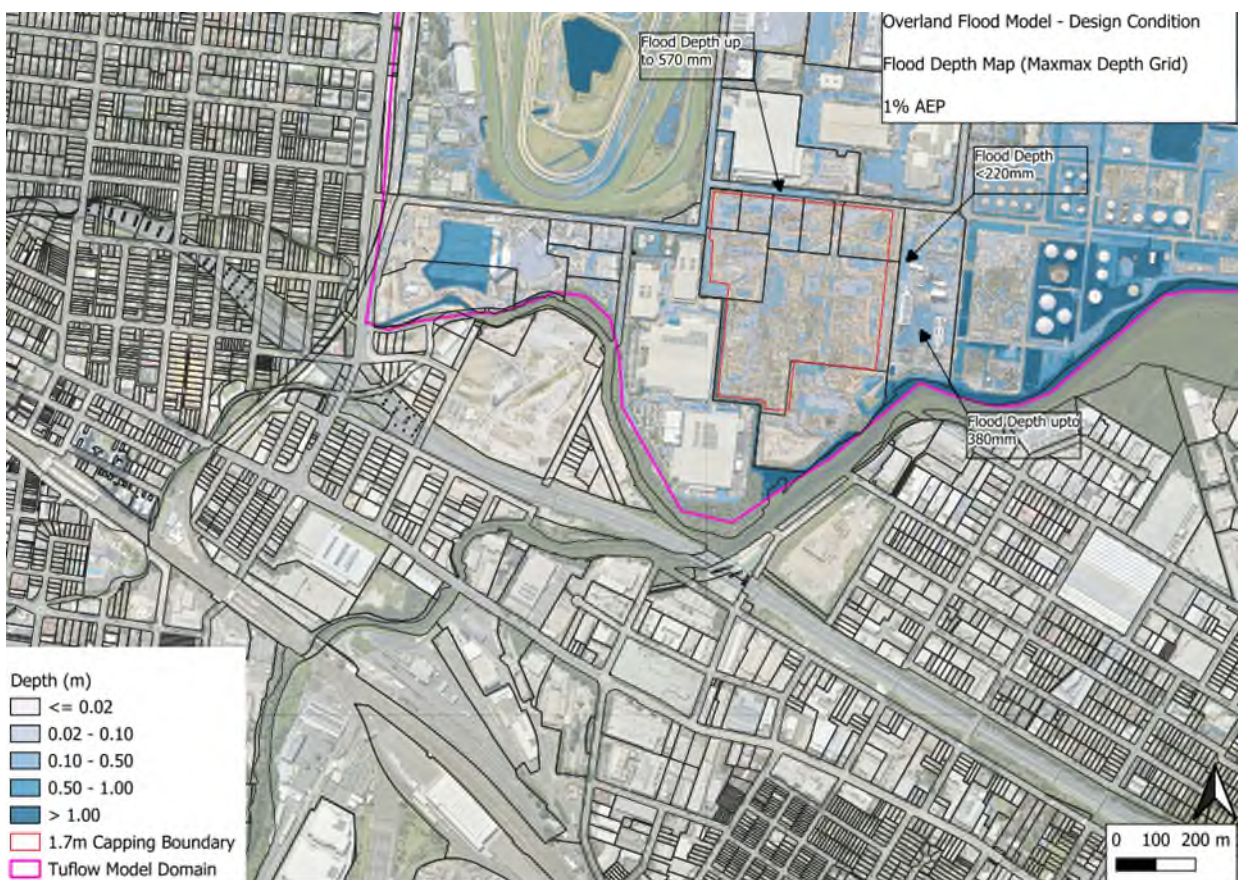 Overland Flood Model - Design Condition
Flood Depth Map (Maxmax Depth Grid)
1% AEP
Flood Depth up
to 570 mm
Flood Depth
<220mm
Flood Depth upto
380mm
Depth (m)
<= 0.02
0.02 - 0.10
0.10 - 0.50
0.50 - 1.00
> 1.00
1.7m Capping Boundary
Tuflow Model Domain
0 100 200 m